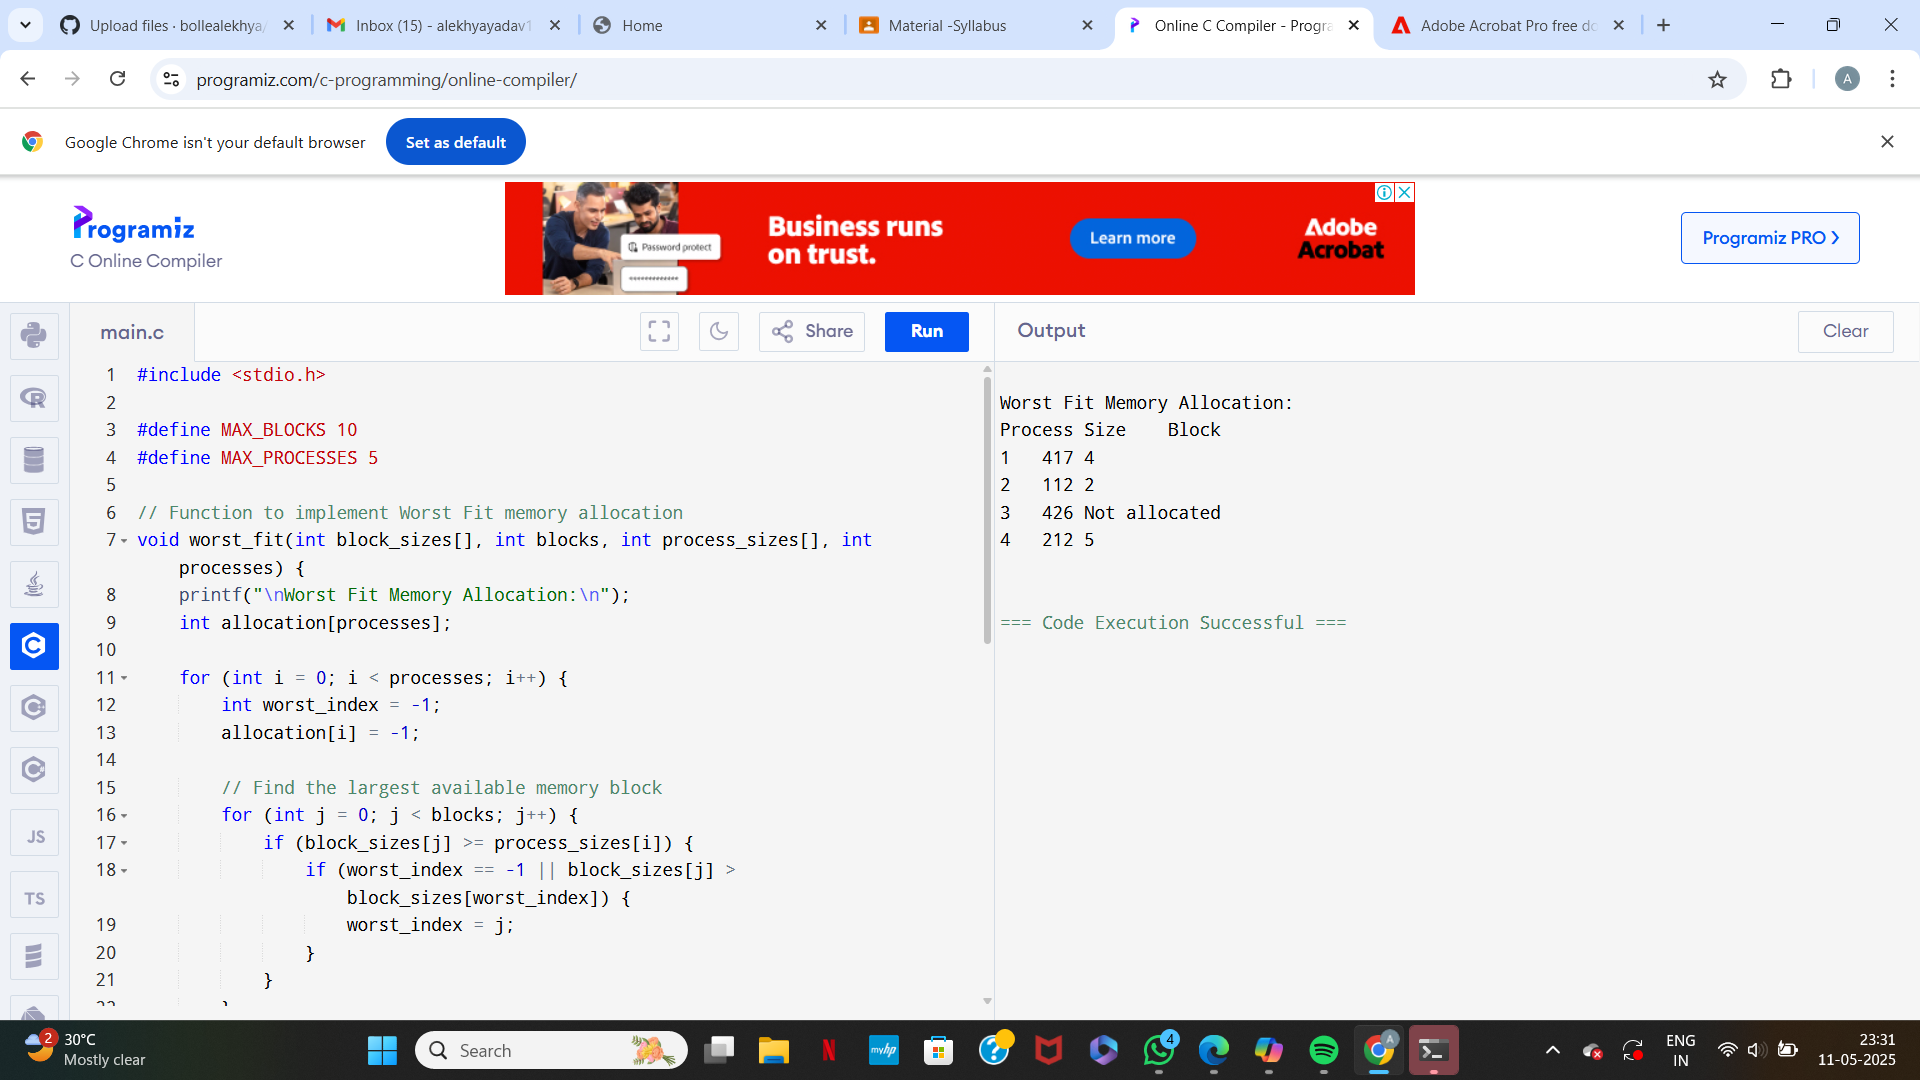 Upload files · bollealekhya/
Inbox (15) - alekhyayadav1
Home
Material -Syllabus
Online C Compiler - Progra
Adobe Acrobat Pro free do
programiz.com/c-programming/online-compiler/
A
Google Chrome isn't your default browser
Set as default
Programiz
C Online Compiler
Password protect
Business runs
on trust.
Learn more
Adobe
Acrobat
Programiz PRO ›
main.c
Share
Run
Output
Clear
1 #include <stdio.h>
2
3 #define MAX_BLOCKS 10
4 #define MAX_PROCESSES 5
5
6 // Function to implement Worst Fit memory allocation
7 void worst_fit(int block_sizes[], int blocks, int process_sizes[], int
processes) {
8 printf("\nWorst Fit Memory Allocation:\n");
9 int allocation[processes];
10
11 for (int i = 0; i < processes; i++) {
12 int worst_index = -1;
13 allocation[i] = -1;
14
15 // Find the largest available memory block
16 for (int j = 0; j < blocks; j++) {
17 if (block_sizes[j] >= process_sizes[i]) {
18 if (worst_index == -1 || block_sizes[j] >
block_sizes[worst_index]) {
19 worst_index = j;
20 }
21 }
Worst Fit Memory Allocation:
Process Size Block
1 417 4
2 112 2
3 426 Not allocated
4 212 5
=== Code Execution Successful ===
JS
TS
2
30°C
Mostly clear
Search
myhp
4
A
ENG
IN
23:31
11-05-2025